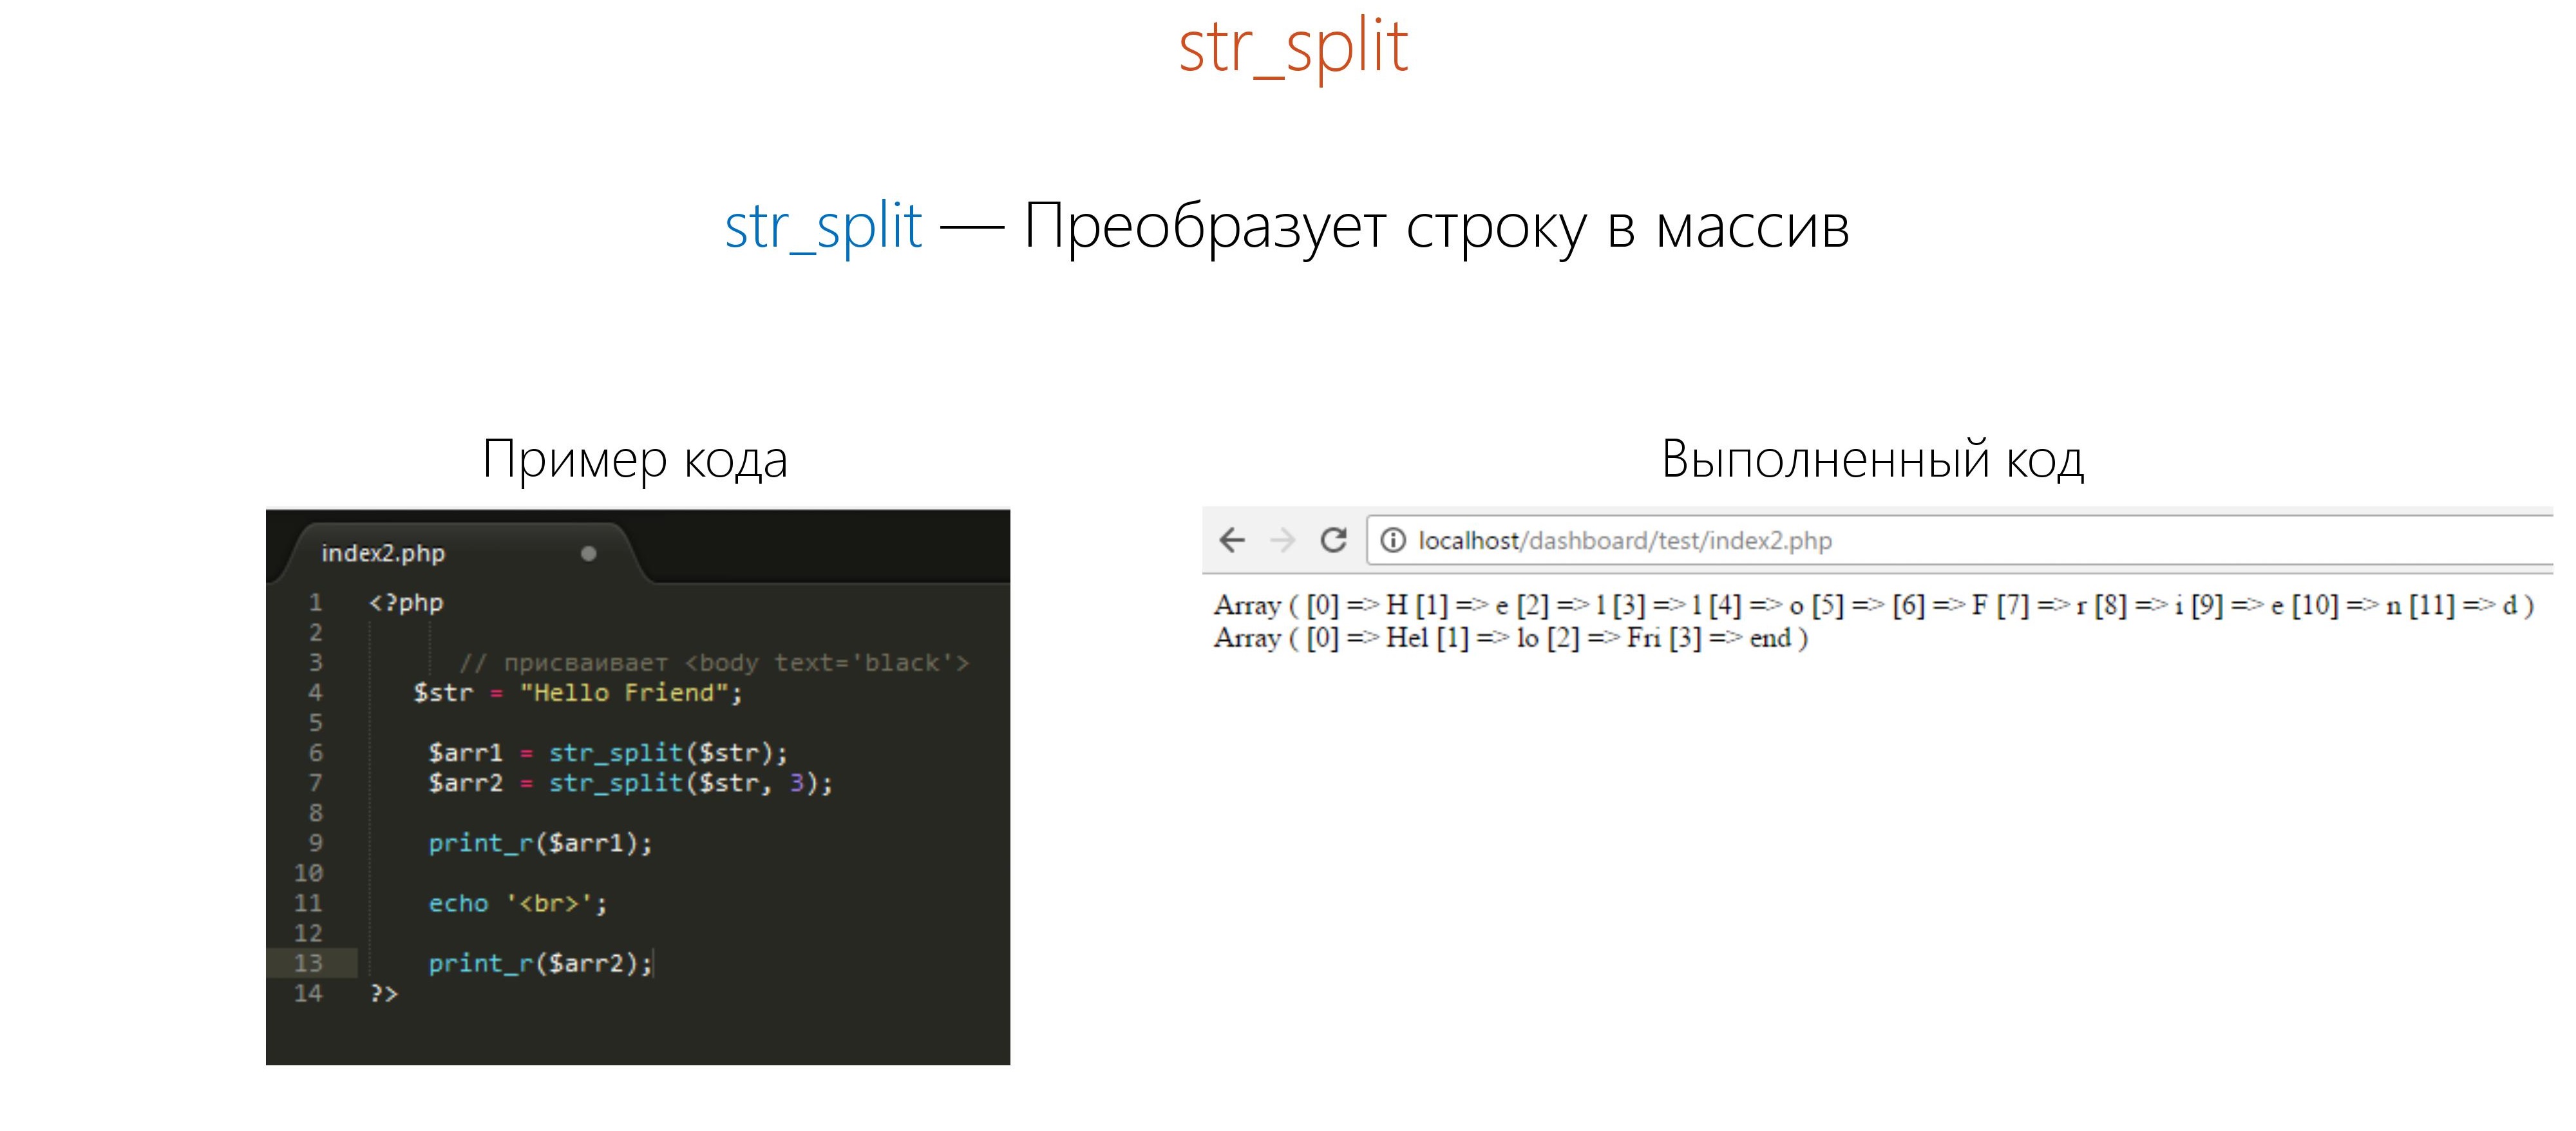 str_split
str_split — Преобразует строку в массив
Пример кода
index2.php
1 <?php
2
3 // присваивает <body text='black'>
4 $str = "Hello Friend";
5
6 $arr1 = str_split($str);
7 $arr2 = str_split($str, 3);
8
9 print_r($arr1);
10
11 echo '<br>';
12
13 print_r($arr2);
14 ?>
Выполненный код
localhost/dashboard/test/index2.php
Array ( [0] => H [1] => e [2] => l [3] => l [4] => o [5] => [6] => F [7] => r [8] => i [9] => e [10] => n [11] => d )
Array ( [0] => Hel [1] => lo [2] => Fri [3] => end )